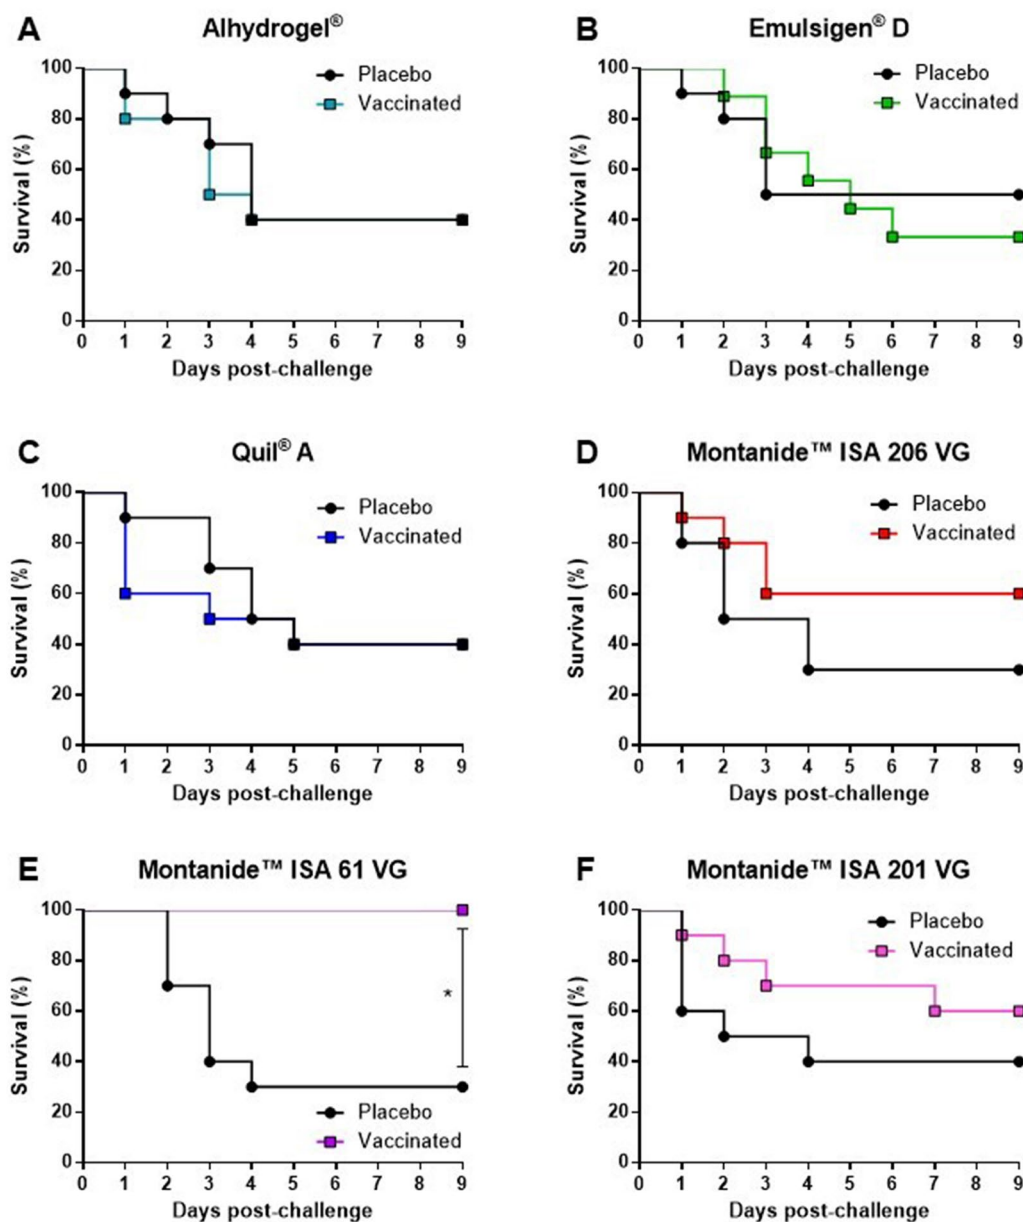 A Alhydrogel®
Placebo
Vaccinated
Survival (%)
100
80
60
40
20
0
0 1 2 3 4 5 6 7 8 9
Days post-challenge
B Emulsigen® D
Placebo
Vaccinated
Survival (%)
100
80
60
40
20
0
0 1 2 3 4 5 6 7 8 9
Days post-challenge
C Quil® A
Placebo
Vaccinated
Survival (%)
100
80
60
40
20
0
0 1 2 3 4 5 6 7 8 9
Days post-challenge
D Montanide™ ISA 206 VG
Placebo
Vaccinated
Survival (%)
100
80
60
40
20
0
0 1 2 3 4 5 6 7 8 9
Days post-challenge
E Montanide™ ISA 61 VG
Survival (%)
100
80
60
40
20
0
*
Placebo
Vaccinated
0 1 2 3 4 5 6 7 8 9
Days post-challenge
F Montanide™ ISA 201 VG
Placebo
Vaccinated
Survival (%)
100
80
60
40
20
0
0 1 2 3 4 5 6 7 8 9
Days post-challenge